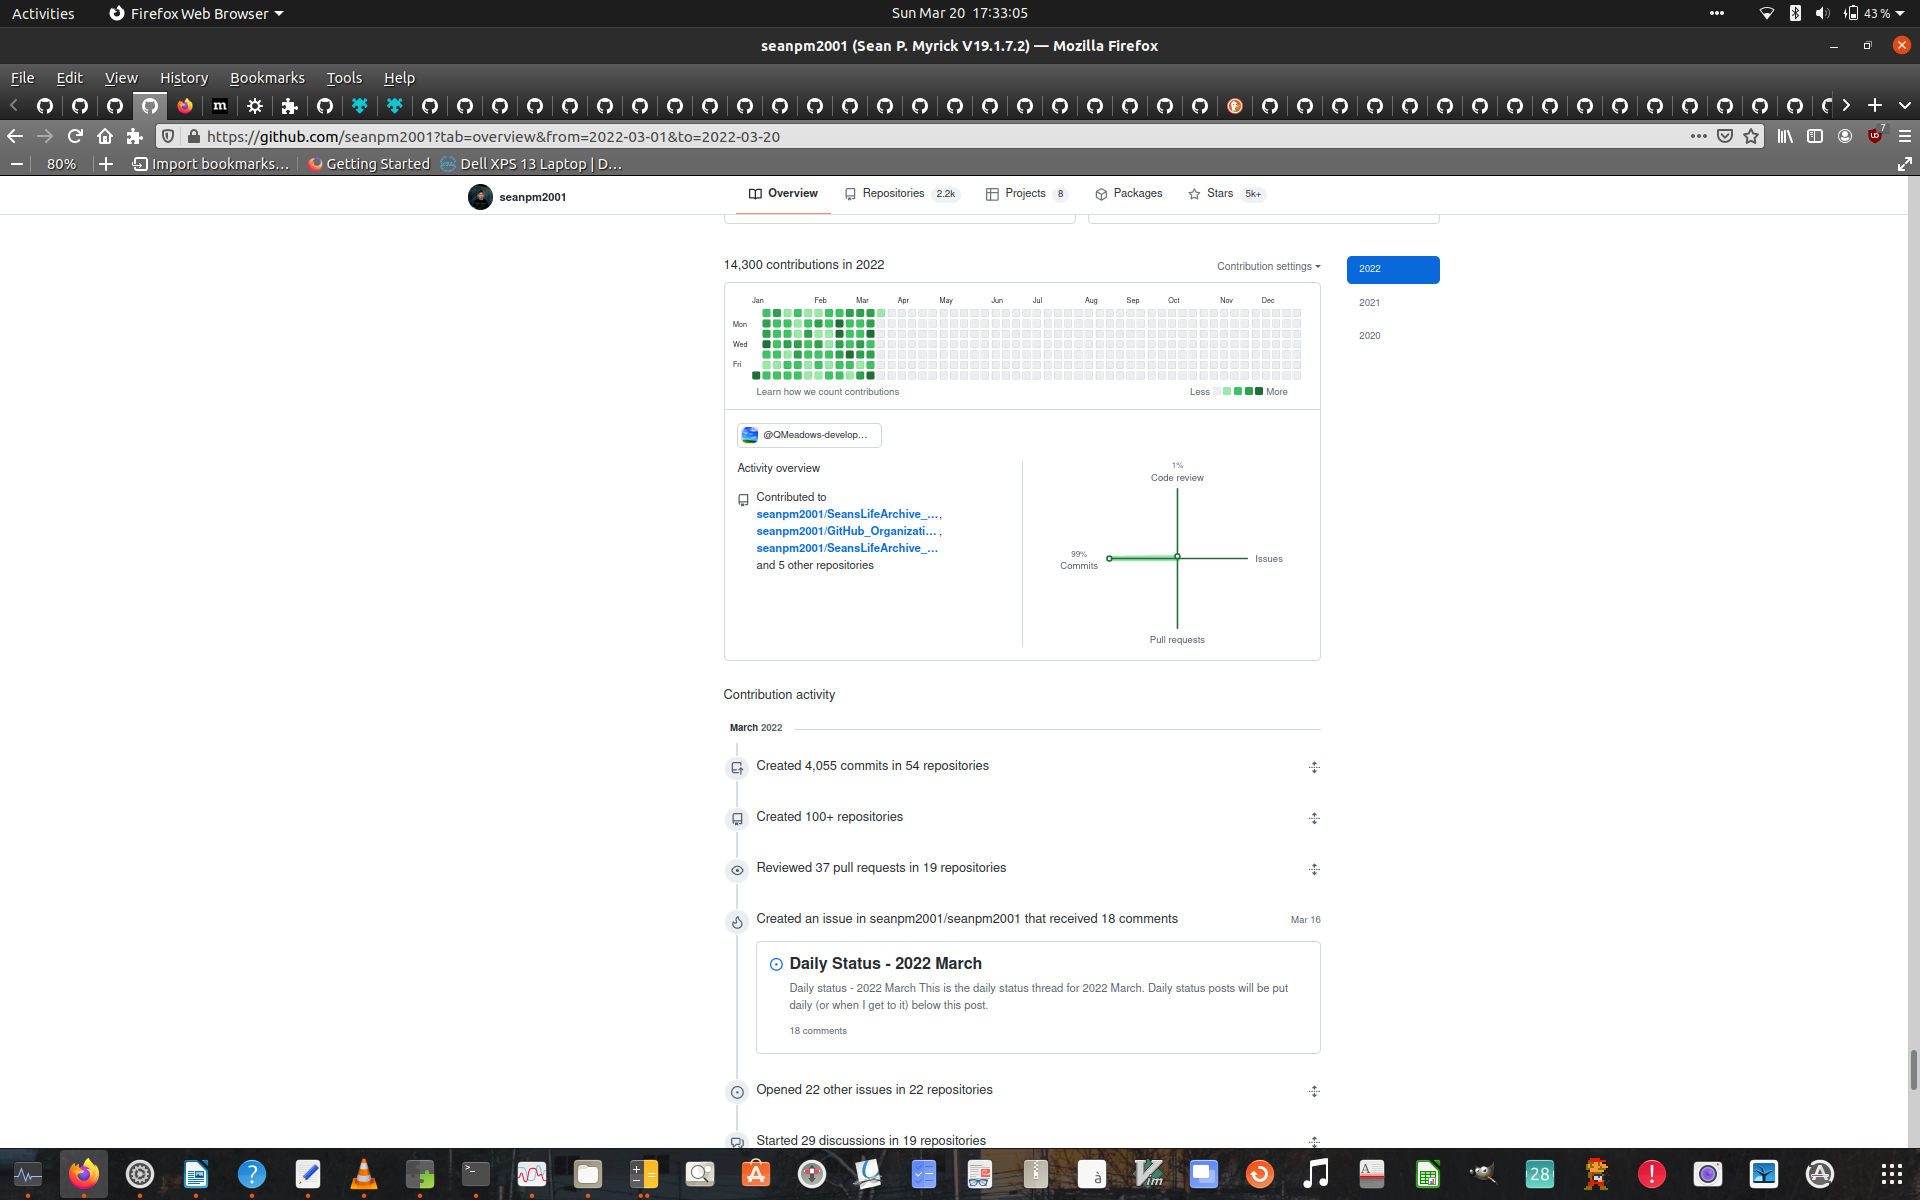 Activities
Firefox Web Browser
Sun Mar 20 17:33:05
43 %
seanpm2001 (Sean P. Myrick V19.1.7.2) — Mozilla Firefox
File Edit View History Bookmarks Tools Help
m
https://github.com/seanpm2001?tab=overview&from=2022-03-01&to=2022-03-20
7
80%
Import bookmarks…
Getting Started
Dell XPS 13 Laptop | D…
seanpm2001
Overview
Repositories 2.2k
Projects 8
Packages
Stars 5k+
14,300 contributions in 2022
Contribution settings
2022
2021
2020
Jan Feb Mar Apr May Jun Jul Aug Sep Oct Nov Dec
Mon
Wed
Fri
Learn how we count contributions
Less More
@QMeadows-develop…
Activity overview
Contributed to
seanpm2001/SeansLifeArchive_… ,
seanpm2001/GitHub_Organizati… ,
seanpm2001/SeansLifeArchive_…
and 5 other repositories
1%
Code review
99%
Commits
Issues
Pull requests
Contribution activity
March 2022
Created 4,055 commits in 54 repositories
Created 100+ repositories
Reviewed 37 pull requests in 19 repositories
Created an issue in seanpm2001/seanpm2001 that received 18 comments
Mar 16
Daily Status - 2022 March
Daily status - 2022 March This is the daily status thread for 2022 March. Daily status posts will be put
daily (or when I get to it) below this post.
18 comments
Opened 22 other issues in 22 repositories
Started 29 discussions in 19 repositories
28